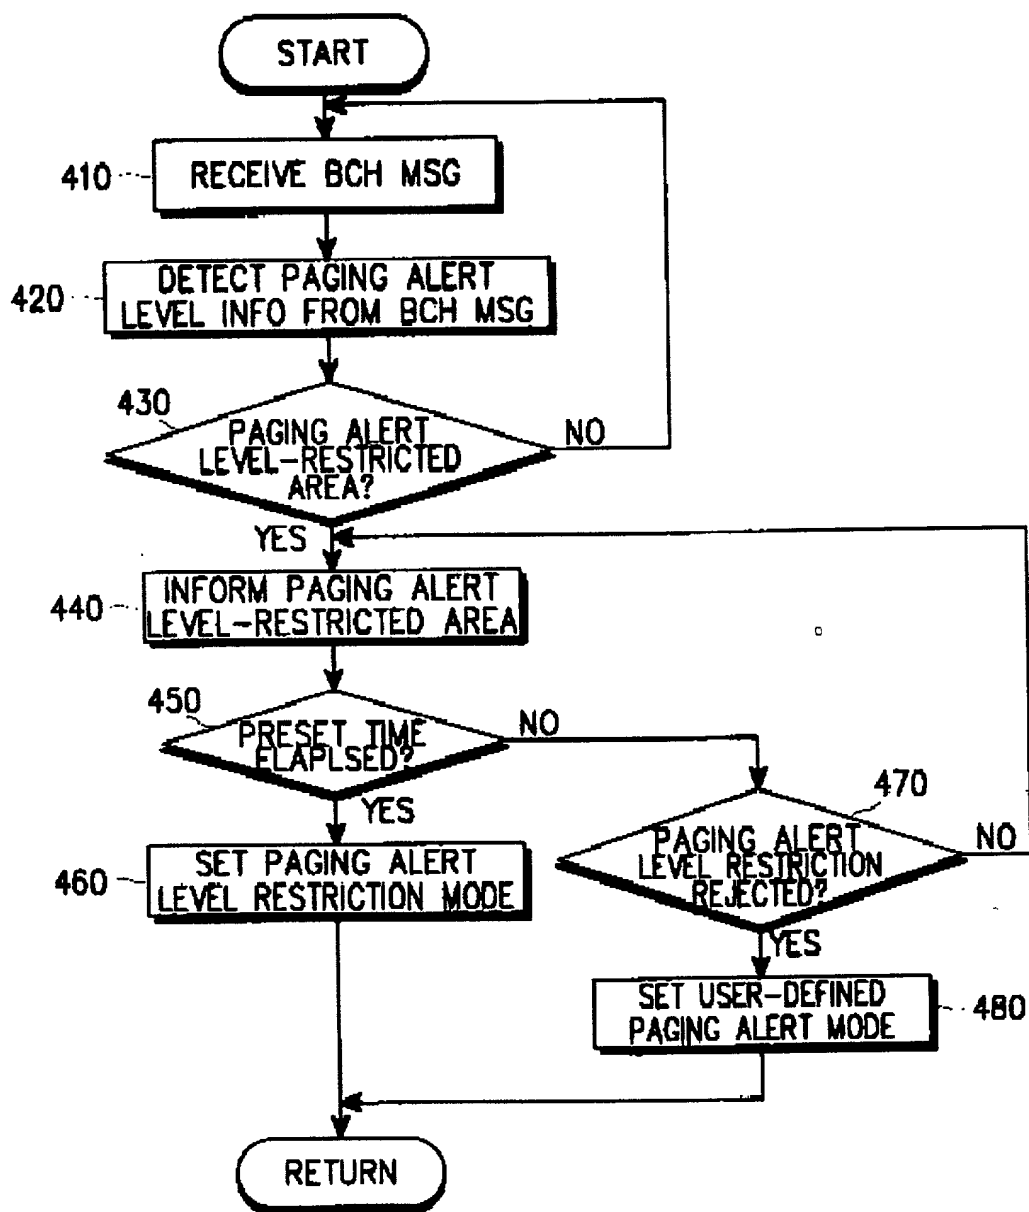 START
410
RECEIVE BCH MSG
420
DETECT PAGING ALERT
LEVEL INFO FROM BCH MSG
430
PAGING ALERT
LEVEL-RESTRICTED
AREA?
NO
YES
440
INFORM PAGING ALERT
LEVEL-RESTRICTED AREA
450
PRESET TIME
ELAPLSED?
NO
YES
460
SET PAGING ALERT
LEVEL RESTRICTION MODE
470
PAGING ALERT
LEVEL RESTRICTION
REJECTED?
NO
YES
SET USER-DEFINED
PAGING ALERT MODE
480
RETURN